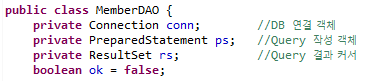 public class MemberDAO {
    private Connection conn;        //DB 연결 객체
    private PreparedStatement ps;   //Query 작성 객체
    private ResultSet rs;           //Query 결과 커서
    boolean ok = false;